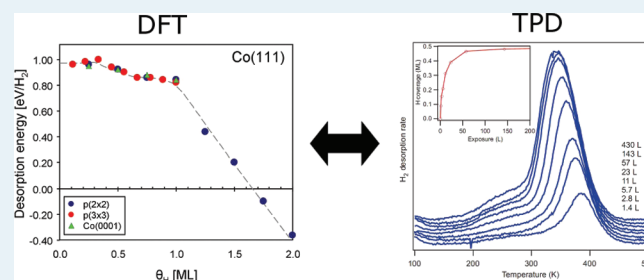 DFT
TPD
Co(111)
Desorption energy [eV/H2]
1.00
0.80
0.60
0.40
0.20
0.00
-0.20
-0.40
p(2x2)
p(3x3)
Co(0001)
0.0
0.5
1.0
1.5
2.0
θH [ML]
H2 desorption rate
H coverage (ML)
0.5
0.4
0.3
0.2
0.1
0.0
0
50
100
150
200
Exposure (L)
430 L
143 L
57 L
23 L
11 L
5.7 L
2.8 L
1.4 L
100
200
300
400
Temperature (K)